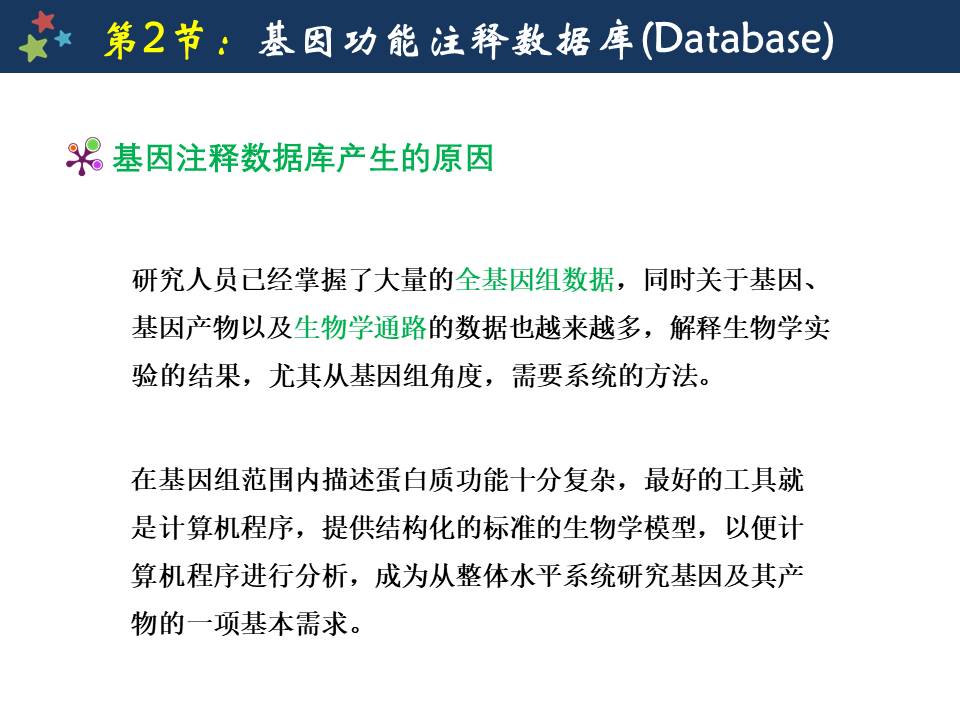 第2节：基因功能注释数据库(Database)
基因注释数据库产生的原因
研究人员已经掌握了大量的全基因组数据，同时关于基因、
基因产物以及生物学通路的数据也越来越多，解释生物学实
验的结果，尤其从基因组角度，需要系统的方法。
在基因组范围内描述蛋白质功能十分复杂，最好的工具就
是计算机程序，提供结构化的标准的生物学模型，以便计
算机程序进行分析，成为从整体水平系统研究基因及其产
物的一项基本需求。